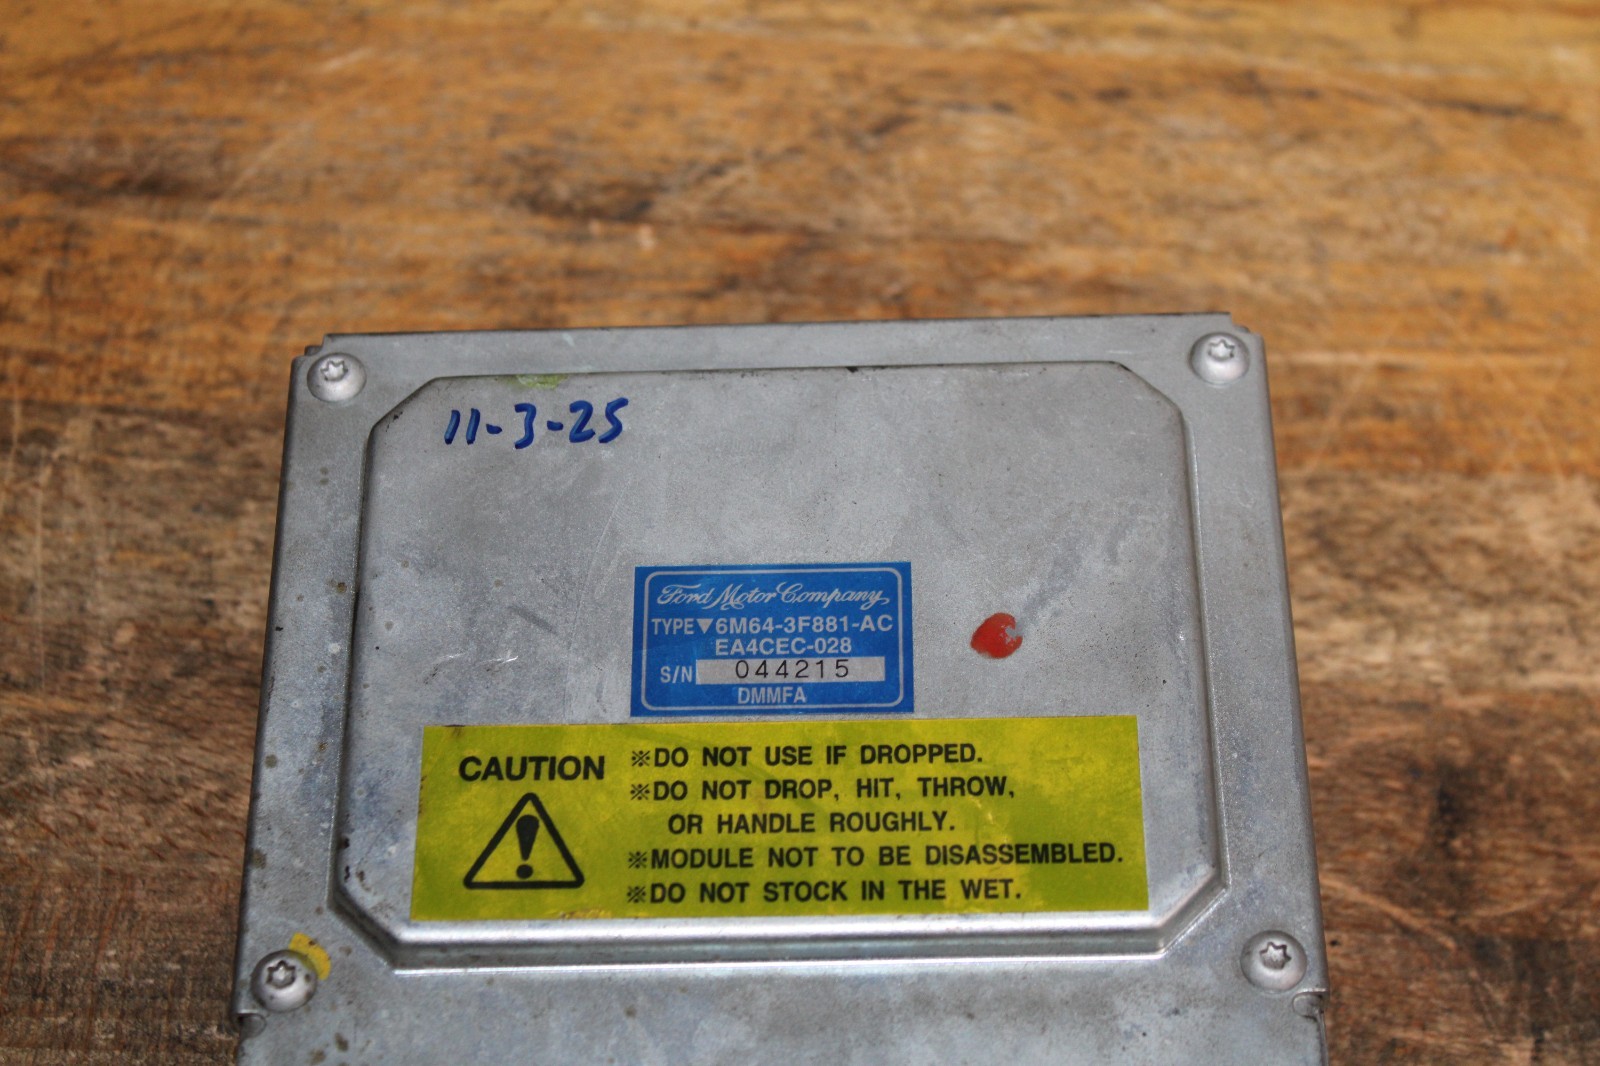 11-3-25
Ford Motor Company
TYPE▼6M64-3F881-AC
EA4CEC-028
S/N 044215
DMMFA
CAUTION
※DO NOT USE IF DROPPED.
※DO NOT DROP, HIT, THROW,
OR HANDLE ROUGHLY.
※MODULE NOT TO BE DISASSEMBLED.
※DO NOT STOCK IN THE WET.